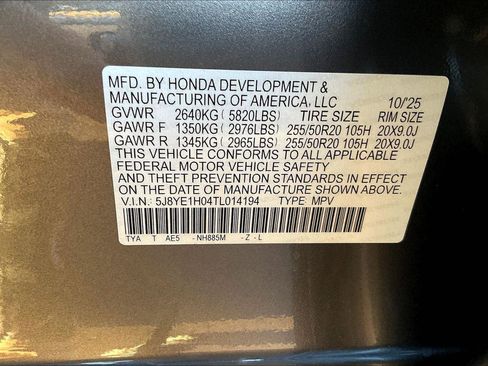 MFD. BY HONDA DEVELOPMENT &
MANUFACTURING OF AMERICA, LLC 10/25
GVWR 2640KG ( 5820LBS) TIRE SIZE RIM SIZE
GAWR F 1350KG ( 2976LBS) 255/50R20 105H 20X9.0J
GAWR R 1345KG ( 2965LBS) 255/50R20 105H 20X9.0J
THIS VEHICLE CONFORMS TO ALL APPLICABLE
FEDERAL MOTOR VEHICLE SAFETY
AND THEFT PREVENTION STANDARDS IN EFFECT ON
THE DATE OF MANUFACTURE SHOWN ABOVE.
V.I.N.: 5J8YE1H04TL014194 TYPE: MPV
TYA T AE5 -NH885M -Z-L